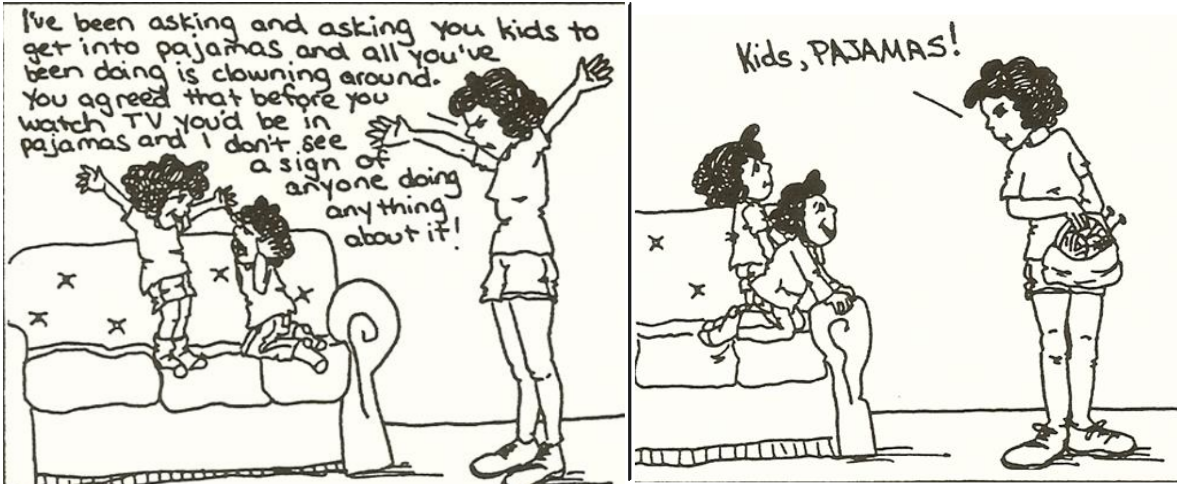 I've been asking and asking you kids to
get into pajamas and all you've
been doing is clowning around.
You agreed that before you
watch TV you'd be in
pajamas and I don't see
a sign of
anyone doing
anything
about it!
Kids, PAJAMAS!